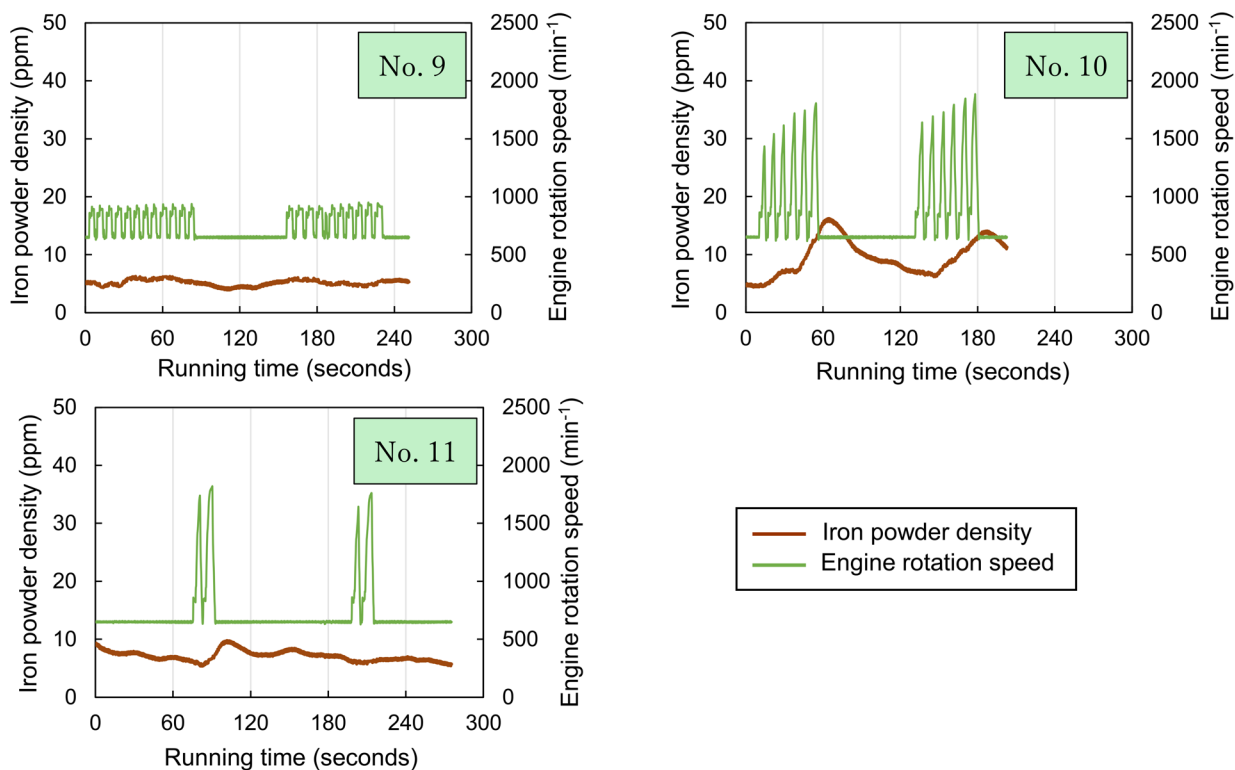 50
40
30
20
10
0
Iron powder density (ppm)
2500
2000
1500
1000
500
0
Engine rotation speed (min⁻¹)
No. 9
0 60 120 180 240 300
Running time (seconds)
50
40
30
20
10
0
Iron powder density (ppm)
2500
2000
1500
1000
500
0
Engine rotation speed (min⁻¹)
No. 10
0 60 120 180 240 300
Running time (seconds)
50
40
30
20
10
0
Iron powder density (ppm)
2500
2000
1500
1000
500
0
Engine rotation speed (min⁻¹)
No. 11
0 60 120 180 240 300
Running time (seconds)
Iron powder density
Engine rotation speed